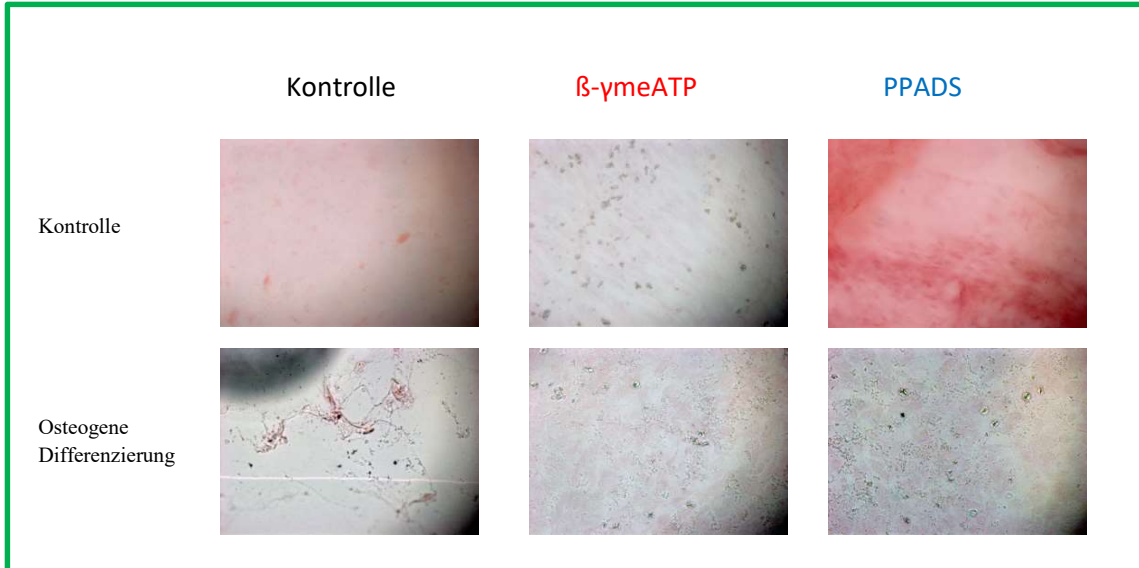 Kontrolle
ß-γmeATP
PPADS
Kontrolle
Osteogene
Differenzierung